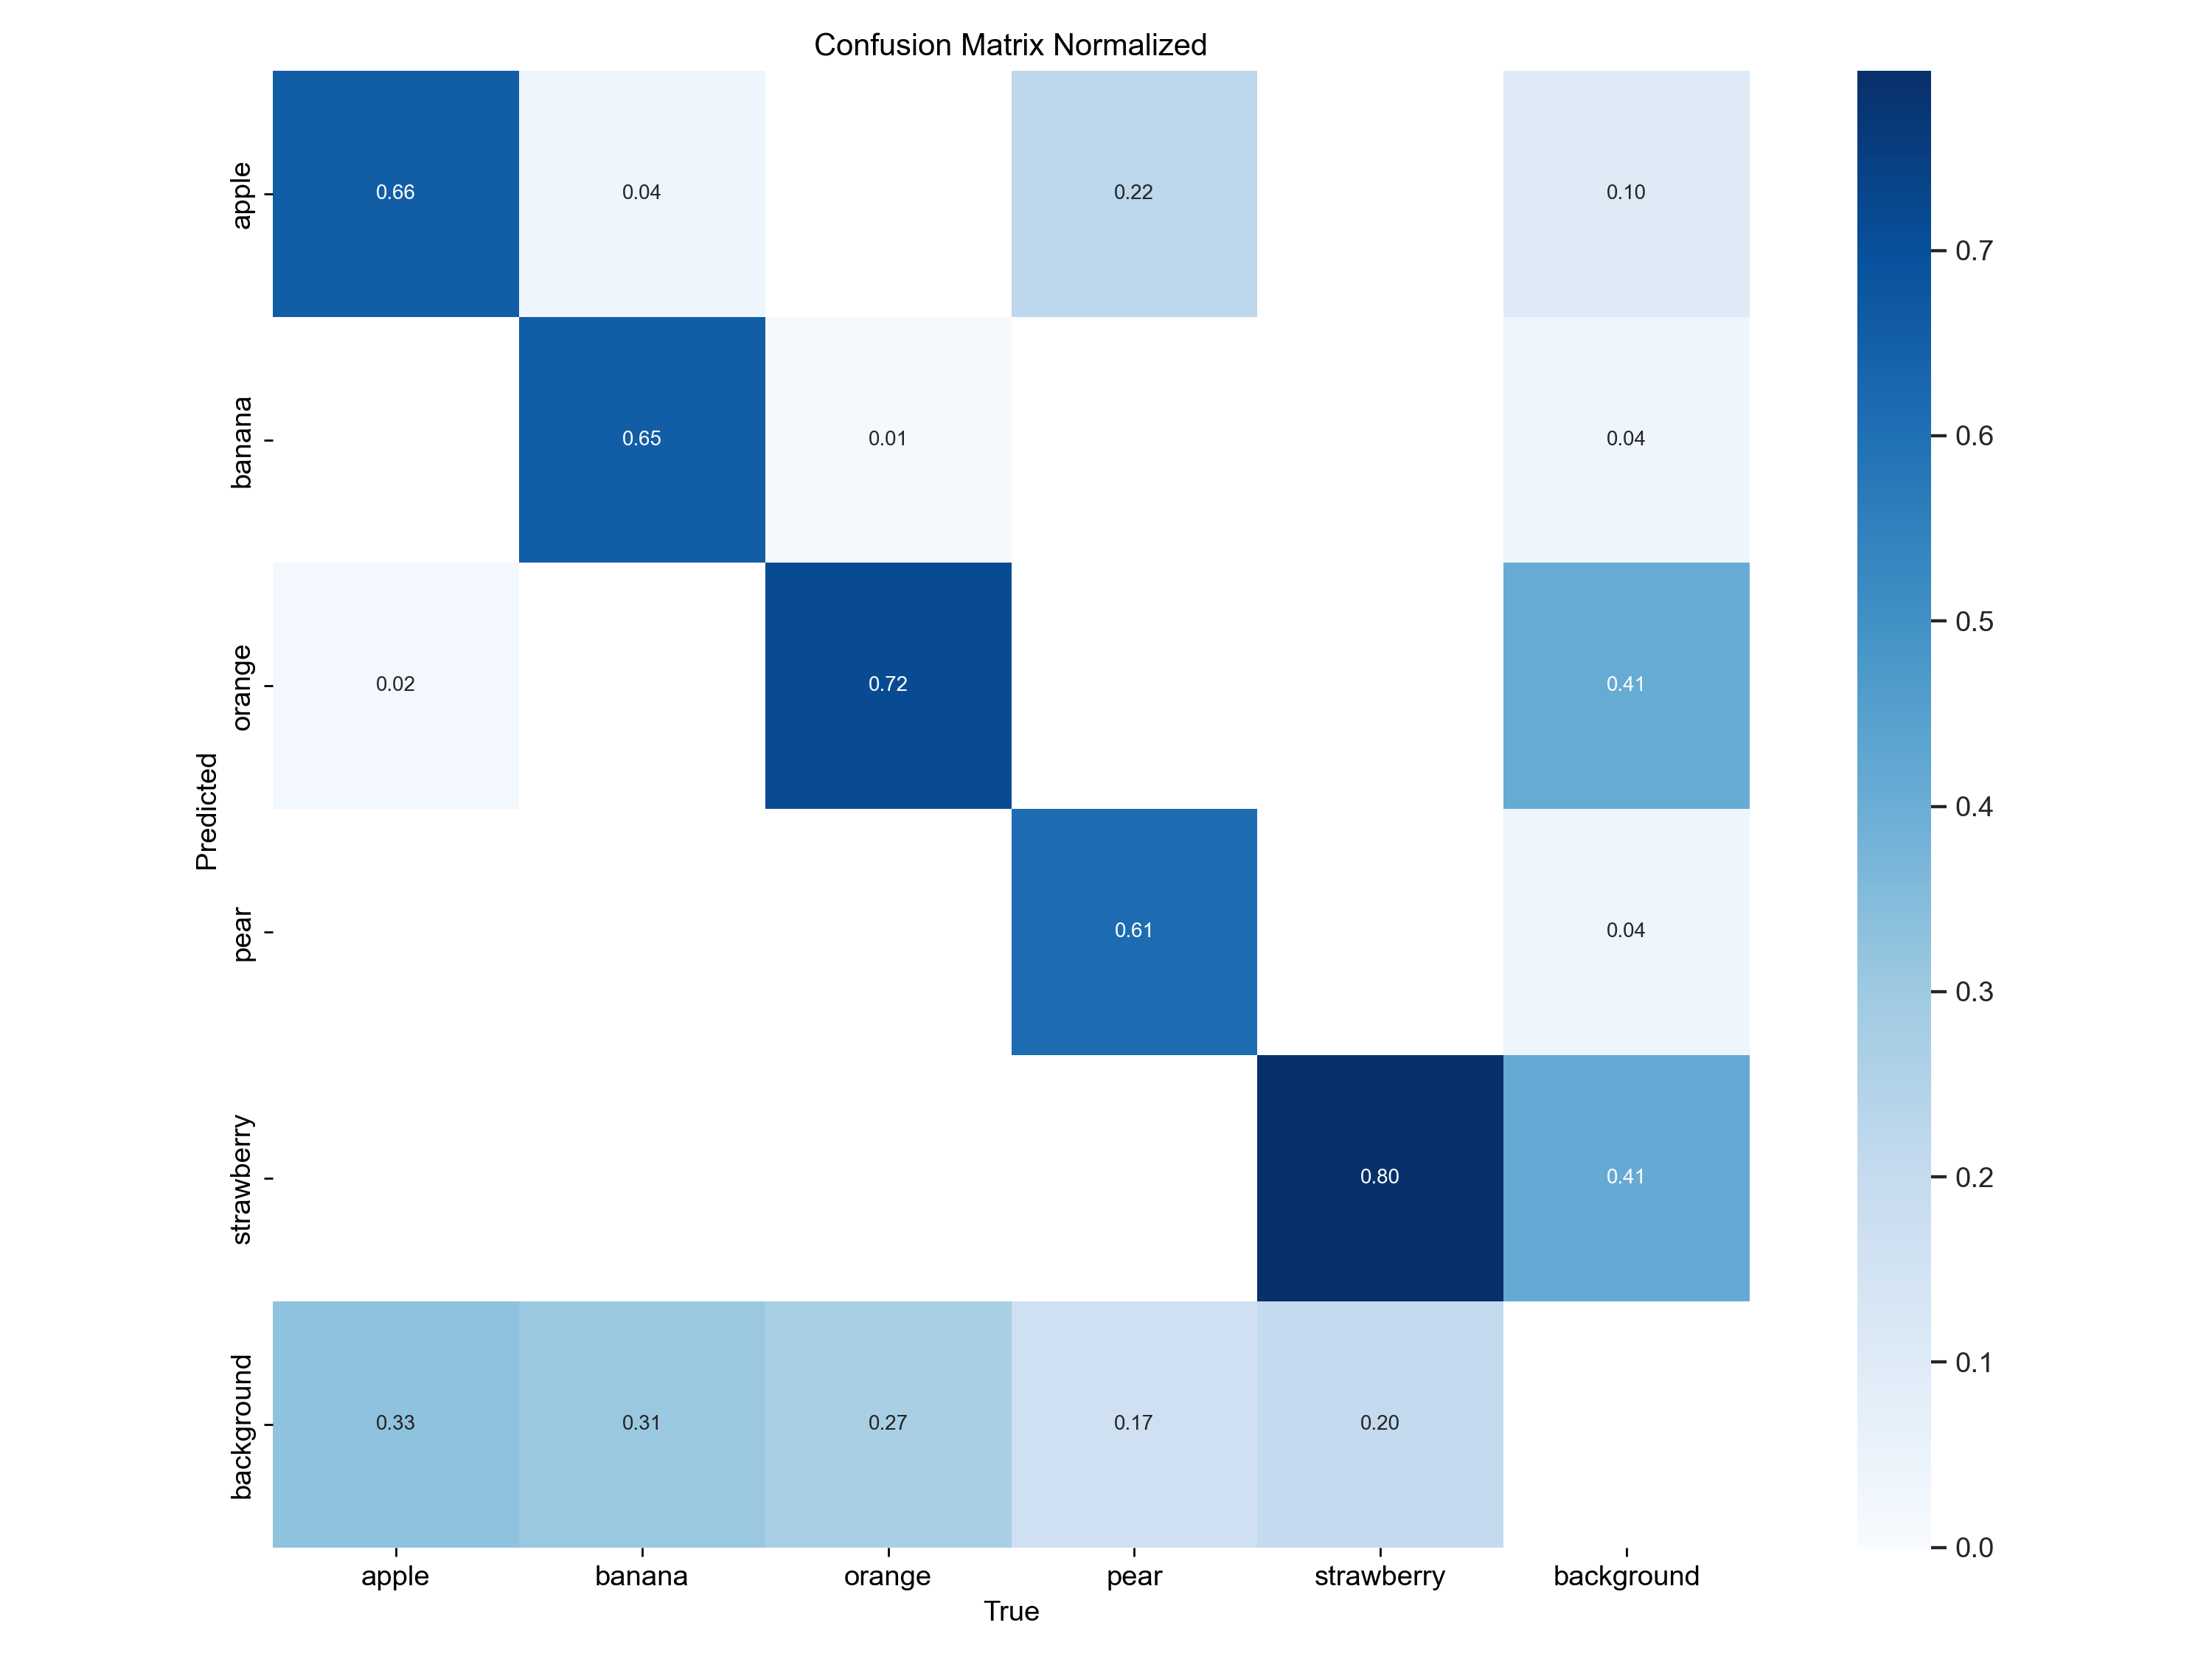 Confusion Matrix Normalized
apple
0.66
0.04
0.22
0.10
banana
0.65
0.01
0.04
orange
0.02
0.72
0.41
pear
0.61
0.04
strawberry
0.80
0.41
background
0.33
0.31
0.27
0.17
0.20
Predicted
apple
banana
orange
pear
strawberry
background
True
0.7
0.6
0.5
0.4
0.3
0.2
0.1
0.0